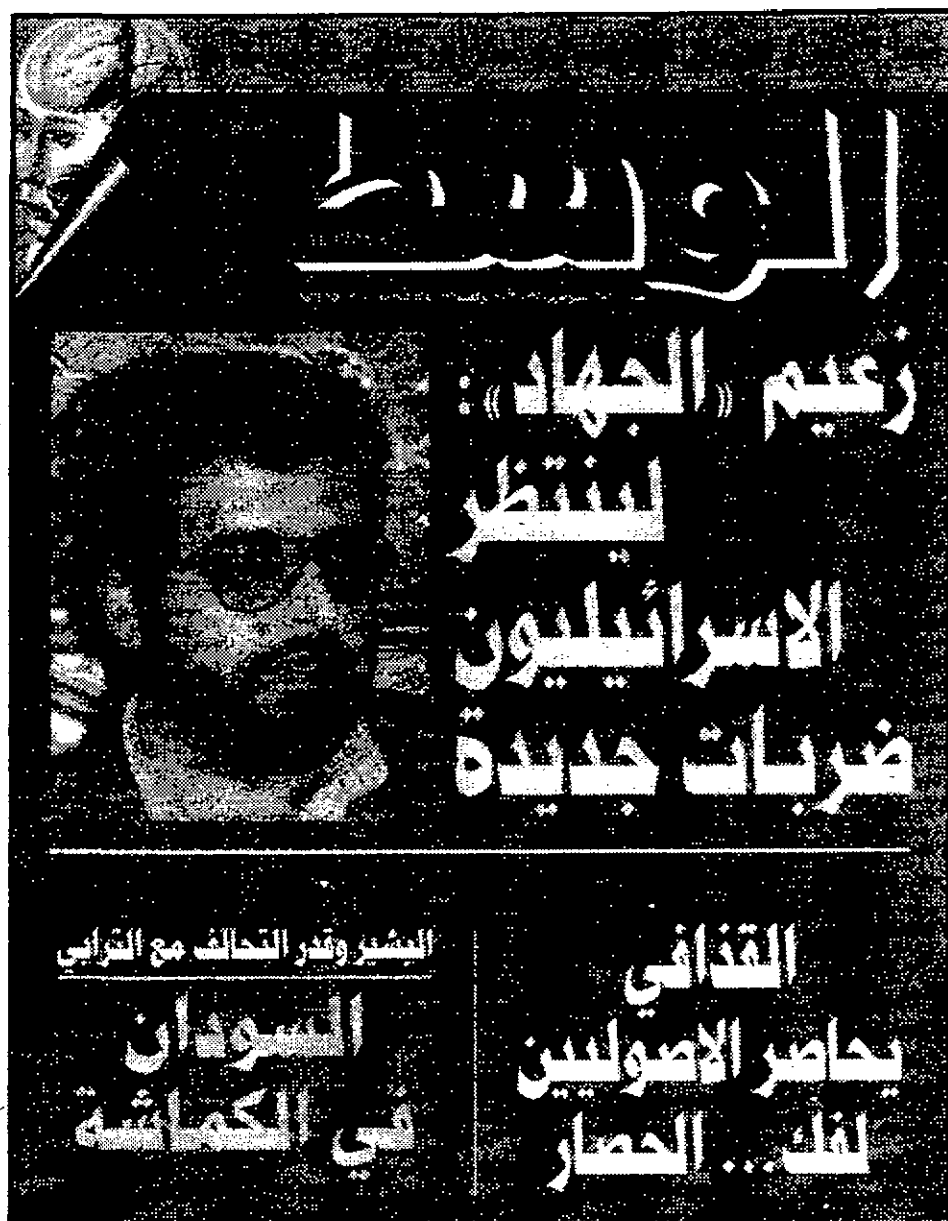 الوسط
زعيم «الجهاد»:
لينتظر
الاسرائيليون
ضربات جديدة
القذافي
يحاصر الاصوليين
لفك... الحصار
البشير وقدر التحالف مع الترابي
السودان
في الكماشة